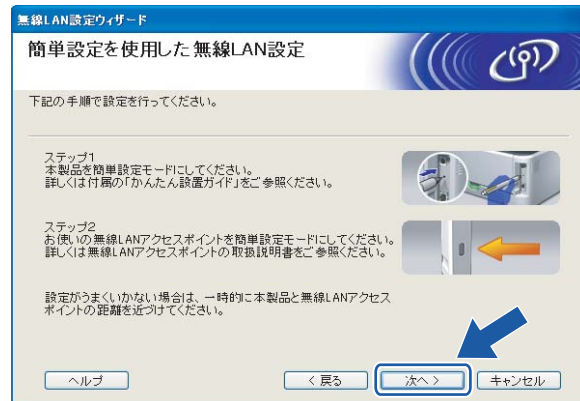 無線LAN設定ウィザード
簡単設定を使用した無線LAN設定
下記の手順で設定を行ってください。
ステップ1
本製品を簡単設定モードにしてください。
詳しくは付属の「かんたん設置ガイド」をご参照ください。
ステップ2
お使いの無線LANアクセスポイントを簡単設定モードにしてください。
詳しくは無線LANアクセスポイントの取扱説明書をご参照ください。
設定がうまくいかない場合は、一時的に本製品と無線LANアクセス
ポイントの距離を近づけてください。
ヘルプ
< 戻る
次へ >
キャンセル